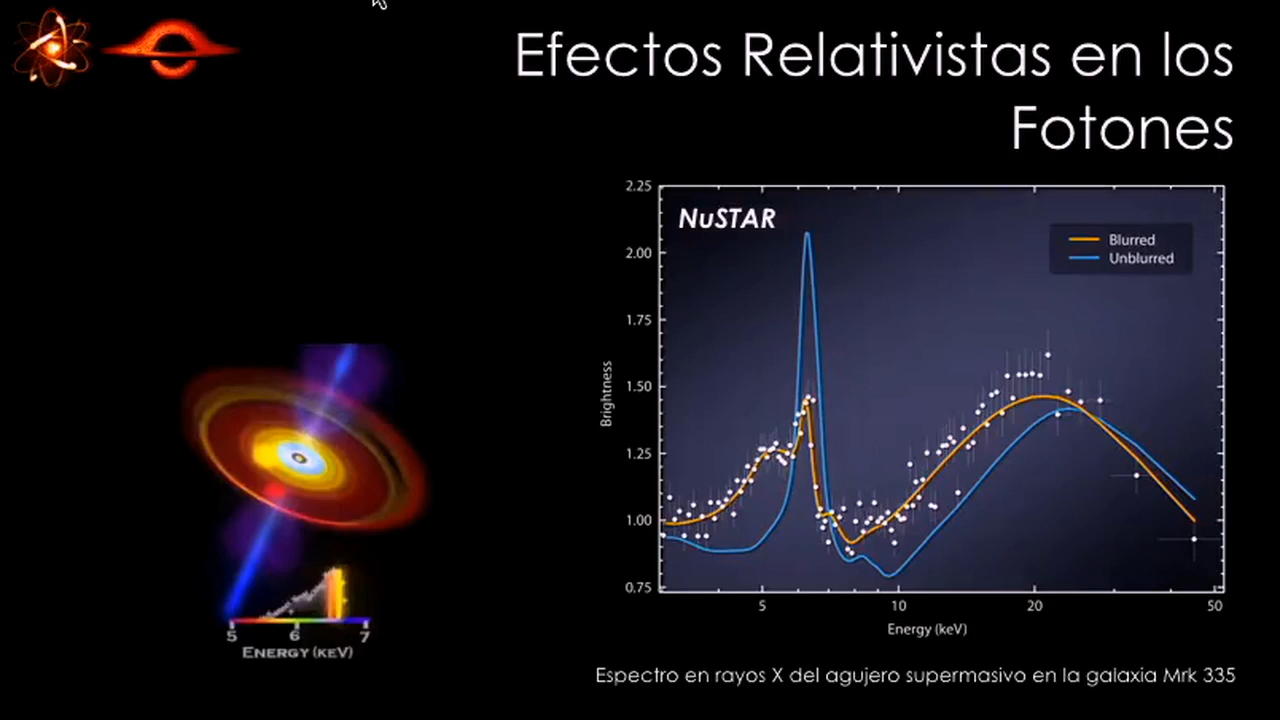 Efectos Relativistas en los
Fotones
NuSTAR
Blurred
Unblurred
Brightness
2.25
2.00
1.75
1.50
1.25
1.00
0.75
5 10 20 50
Energy (keV)
5 6 7
ENERGY (KEV)
Espectro en rayos X del agujero supermasivo en la galaxia Mrk 335